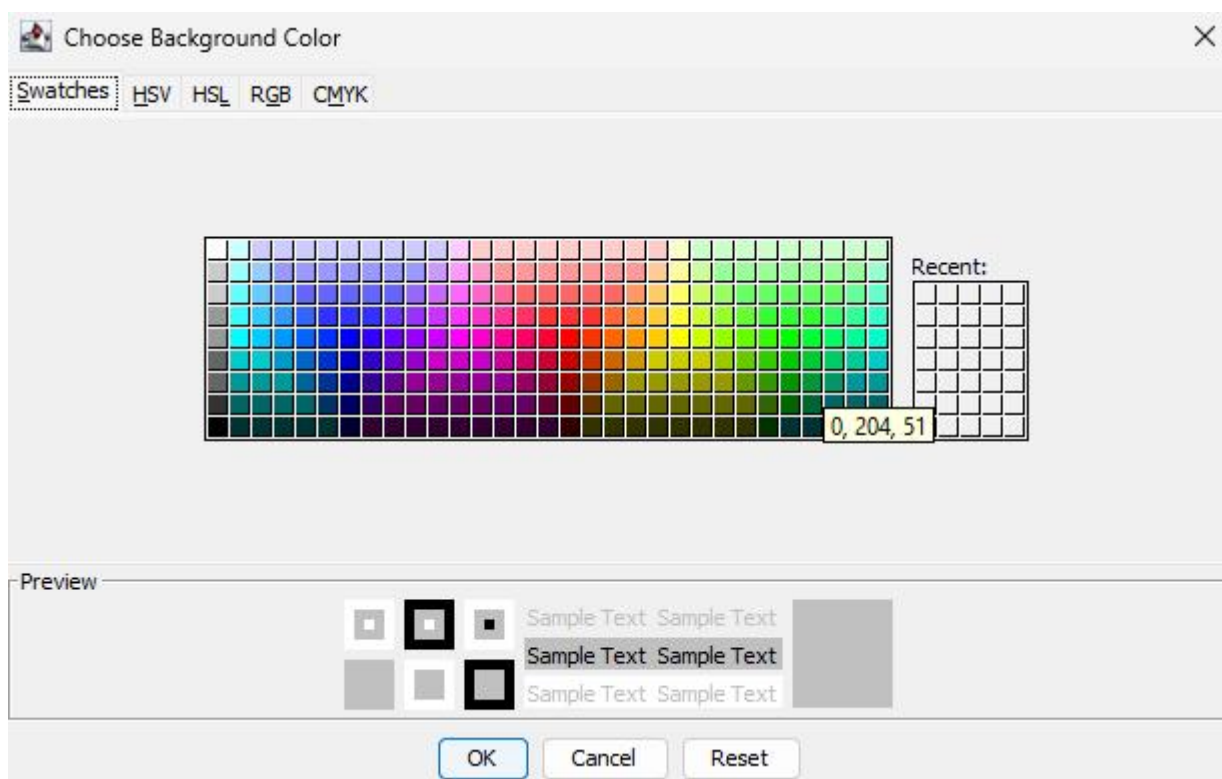 Choose Background Color
Swatches HSV HSL RGB CMYK
Recent:
0, 204, 51
Preview
Sample Text Sample Text
Sample Text Sample Text
Sample Text Sample Text
OK Cancel Reset